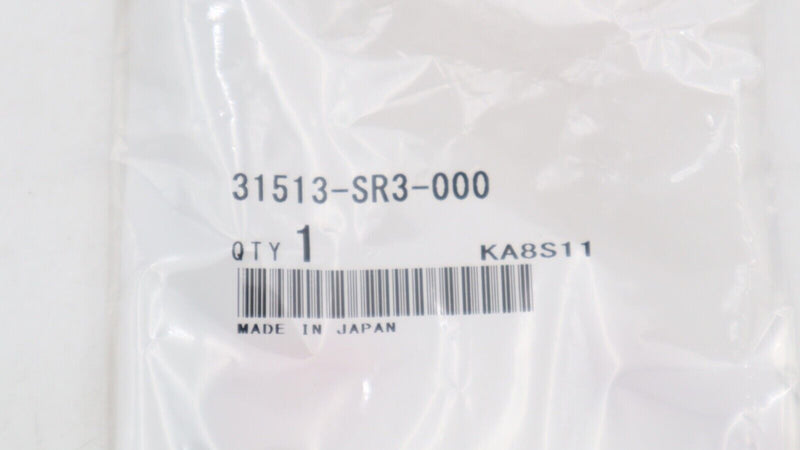 31513-SR3-000
QTY 1 KA8S11
MADE IN JAPAN